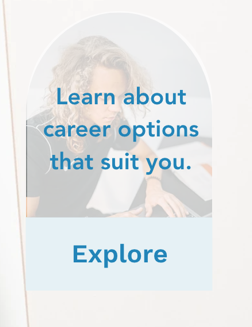 Learn about
career options
that suit you.
Explore